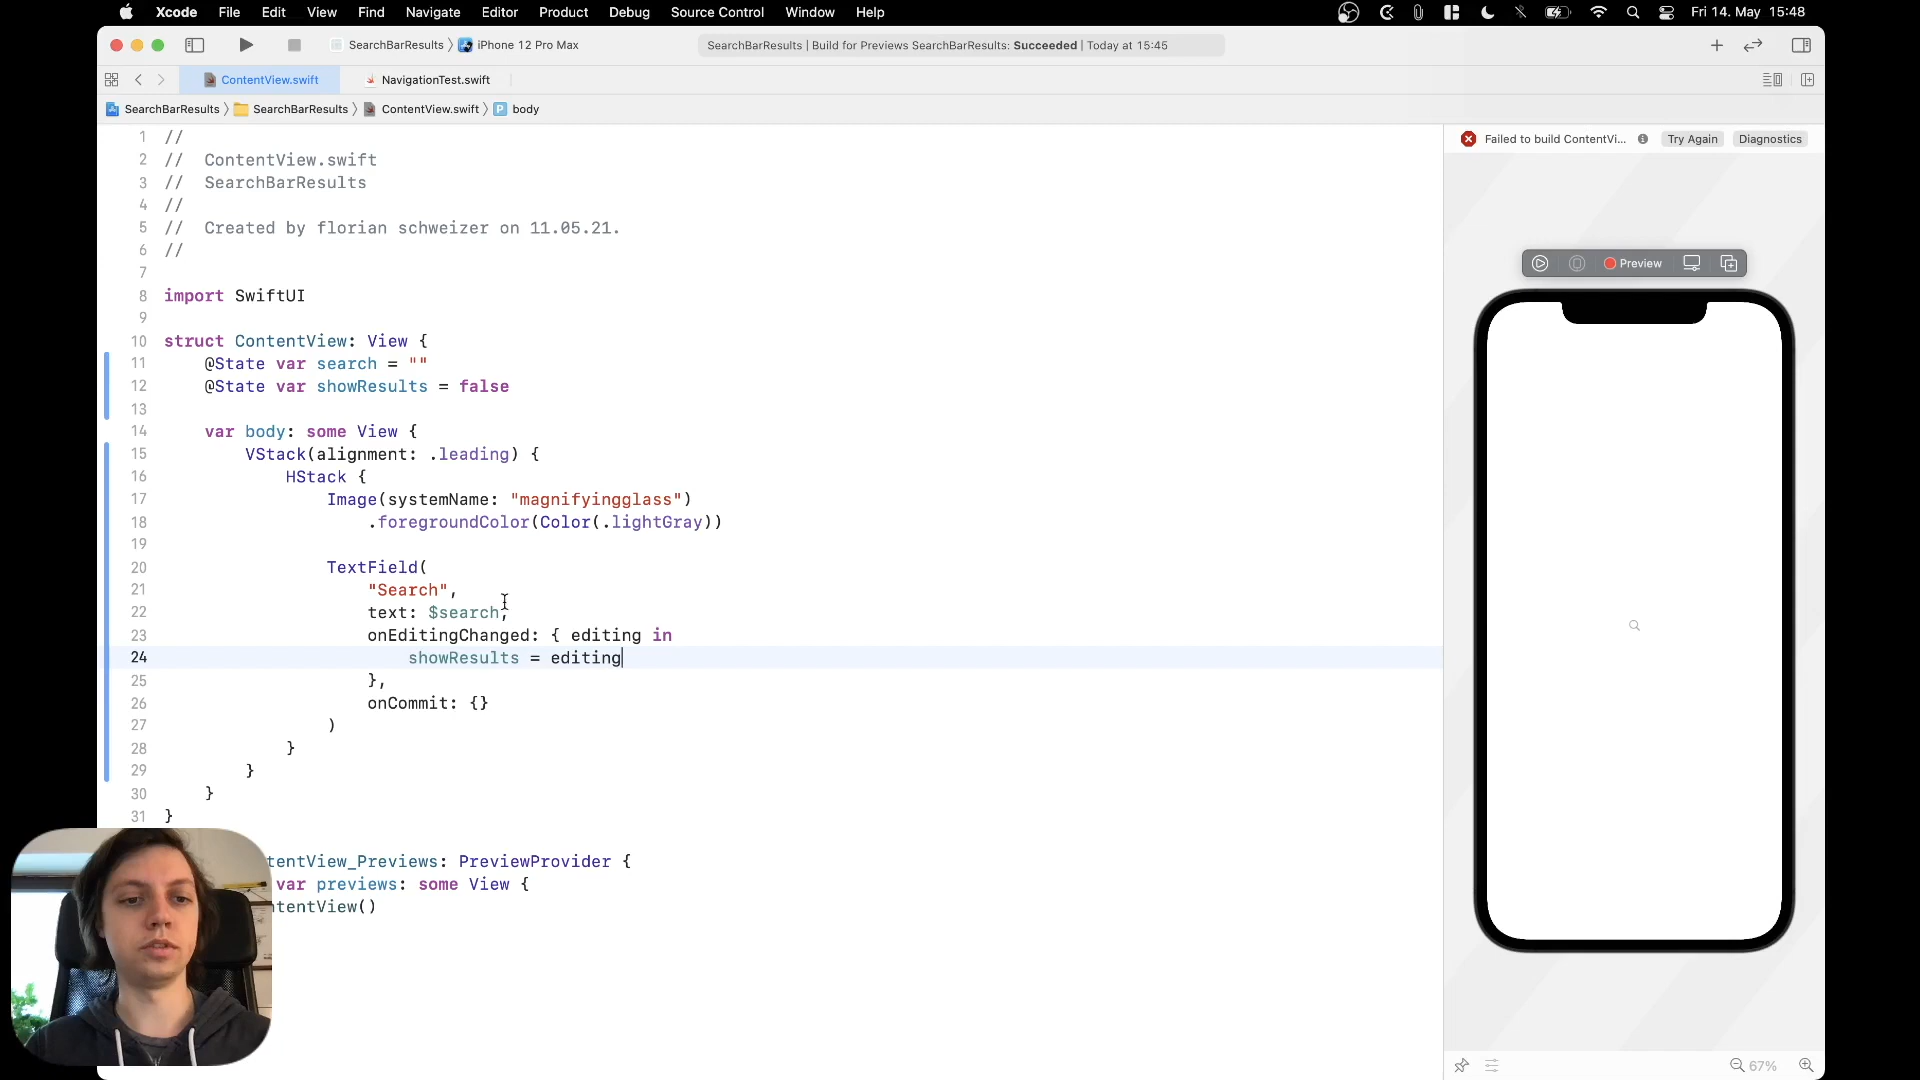 Xcode File Edit View Find Navigate Editor Product Debug Source Control Window Help Fri 14. May 15:48
SearchBarResults iPhone 12 Pro Max SearchBarResults | Build for Previews SearchBarResults: Succeeded | Today at 15:45
ContentView.swift NavigationTest.swift
SearchBarResults SearchBarResults ContentView.swift P body
Failed to build ContentVi... Try Again Diagnostics
Preview
1 //
2 // ContentView.swift
3 // SearchBarResults
4 //
5 // Created by florian schweizer on 11.05.21.
6 //
7
8 import SwiftUI
9
10 struct ContentView: View {
11 @State var search = ""
12 @State var showResults = false
13
14 var body: some View {
15 VStack(alignment: .leading) {
16 HStack {
17 Image(systemName: "magnifyingglass")
18 .foregroundColor(Color(.lightGray))
19
20 TextField(
21 "Search",
22 text: $search,
23 onEditingChanged: { editing in
24 showResults = editing
25 },
26 onCommit: {}
27 )
28 }
29 }
30 }
31 }
tentView_Previews: PreviewProvider {
var previews: some View {
ntentView()
67%